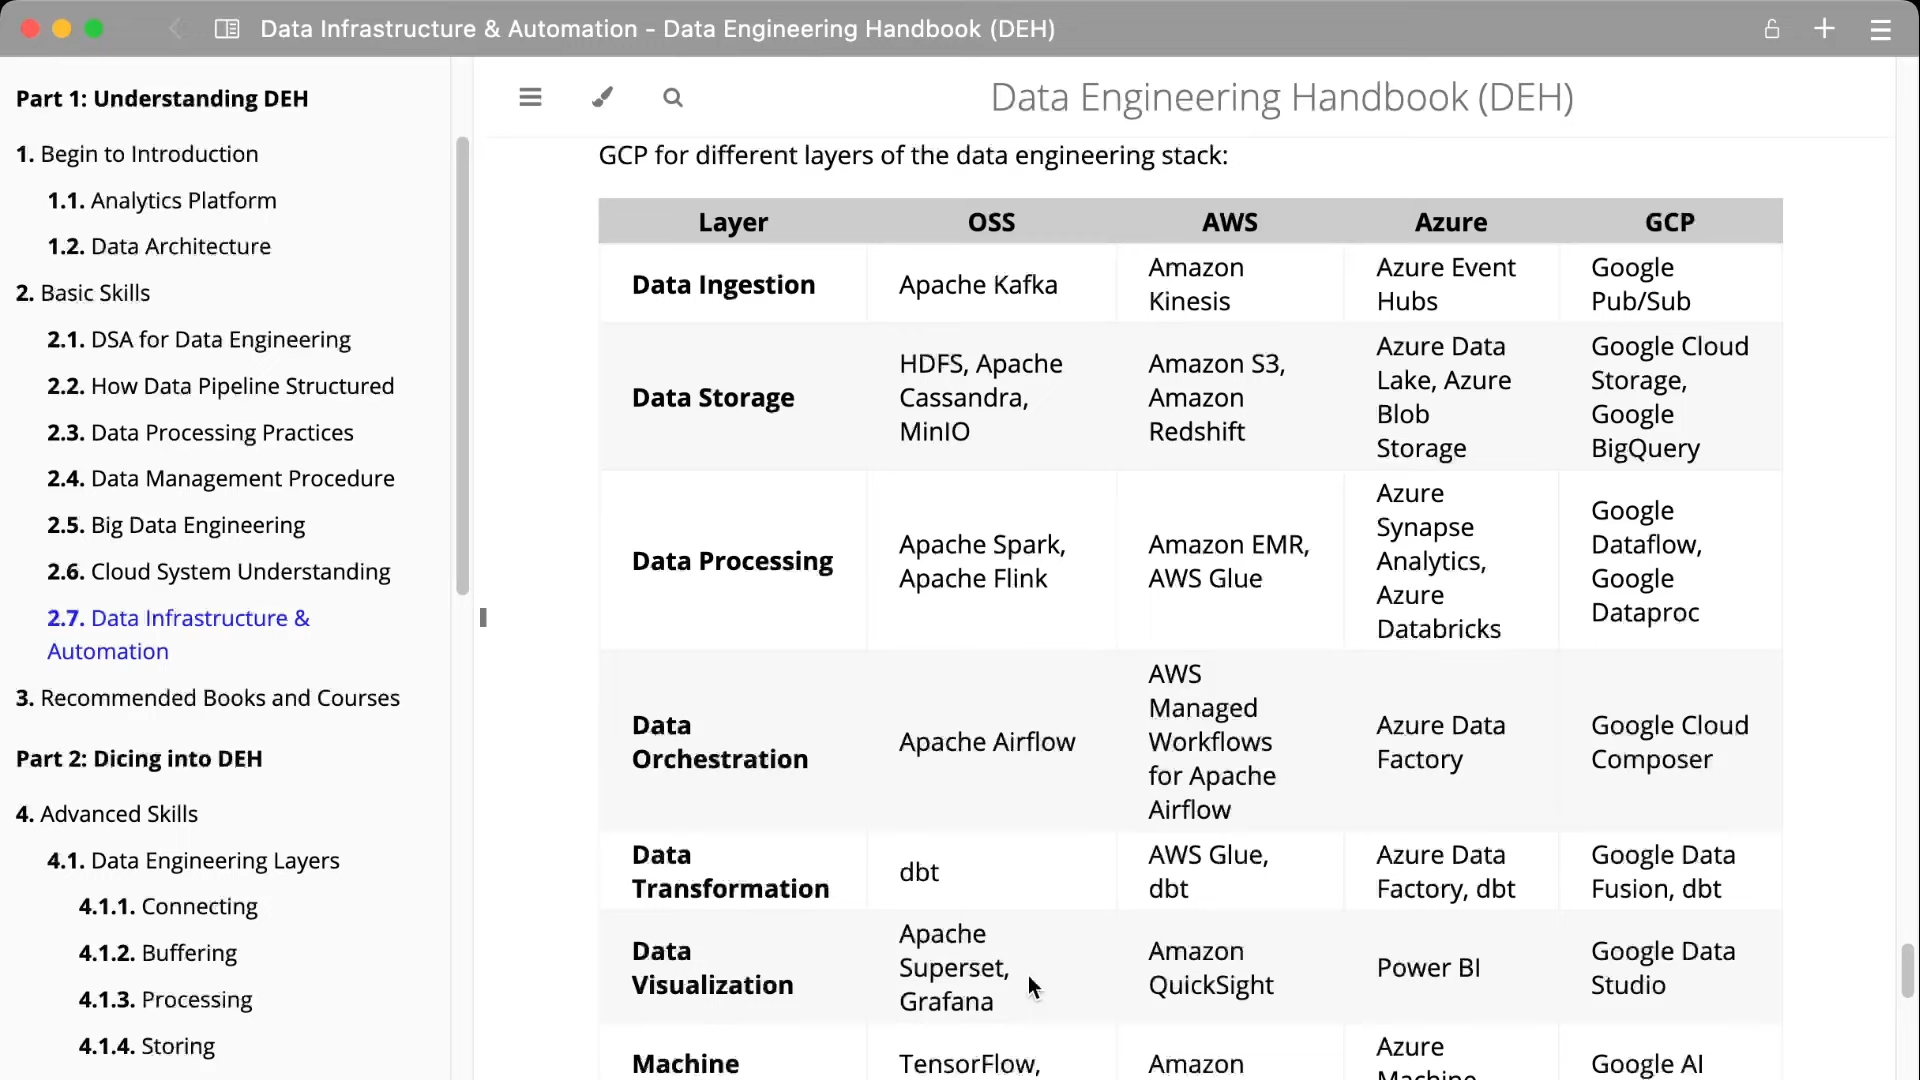 Data Infrastructure & Automation - Data Engineering Handbook (DEH)
Part 1: Understanding DEH
1. Begin to Introduction
1.1. Analytics Platform
1.2. Data Architecture
2. Basic Skills
2.1. DSA for Data Engineering
2.2. How Data Pipeline Structured
2.3. Data Processing Practices
2.4. Data Management Procedure
2.5. Big Data Engineering
2.6. Cloud System Understanding
2.7. Data Infrastructure &
Automation
3. Recommended Books and Courses
Part 2: Dicing into DEH
4. Advanced Skills
4.1. Data Engineering Layers
4.1.1. Connecting
4.1.2. Buffering
4.1.3. Processing
4.1.4. Storing
Data Engineering Handbook (DEH)
GCP for different layers of the data engineering stack:
Layer OSS AWS Azure GCP
Data Ingestion
Apache Kafka
Amazon
Kinesis
Azure Event
Hubs
Google
Pub/Sub
Data Storage
HDFS, Apache
Cassandra,
MinIO
Amazon S3,
Amazon
Redshift
Azure Data
Lake, Azure
Blob
Storage
Google Cloud
Storage,
Google
BigQuery
Data Processing
Apache Spark,
Apache Flink
Amazon EMR,
AWS Glue
Azure
Synapse
Analytics,
Azure
Databricks
Google
Dataflow,
Google
Dataproc
Data
Orchestration
Apache Airflow
AWS
Managed
Workflows
for Apache
Airflow
Azure Data
Factory
Google Cloud
Composer
Data
Transformation
dbt
AWS Glue,
dbt
Azure Data
Factory, dbt
Google Data
Fusion, dbt
Data
Visualization
Apache
Superset,
Grafana
Amazon
QuickSight
Power BI
Google Data
Studio
Machine
TensorFlow,
Amazon
Azure
Machine
Google AI